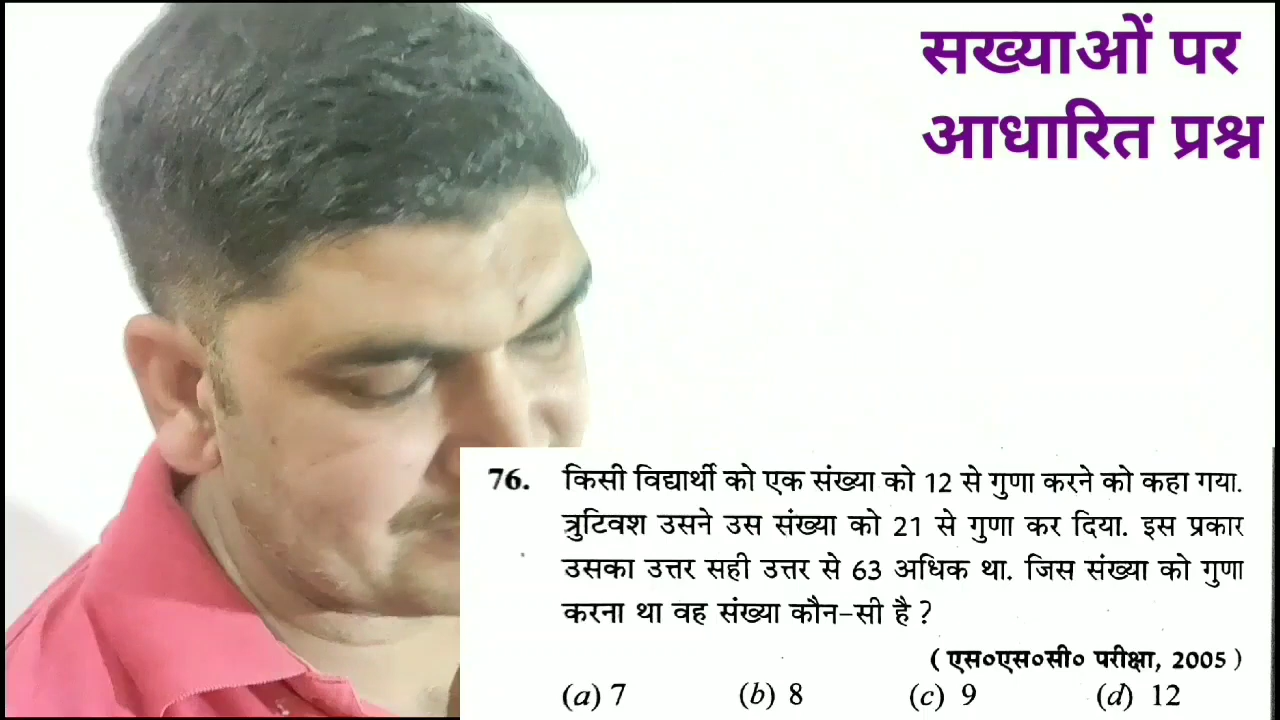 सख्याओं पर
आधारित प्रश्न
76. किसी विद्यार्थी को एक संख्या को 12 से गुणा करने को कहा गया.
त्रुटिवश उसने उस संख्या को 21 से गुणा कर दिया. इस प्रकार
उसका उत्तर सही उत्तर से 63 अधिक था. जिस संख्या को गुणा
करना था वह संख्या कौन-सी है ?
( एस०एस०सी० परीक्षा, 2005 )
(a) 7 (b) 8 (c) 9 (d) 12